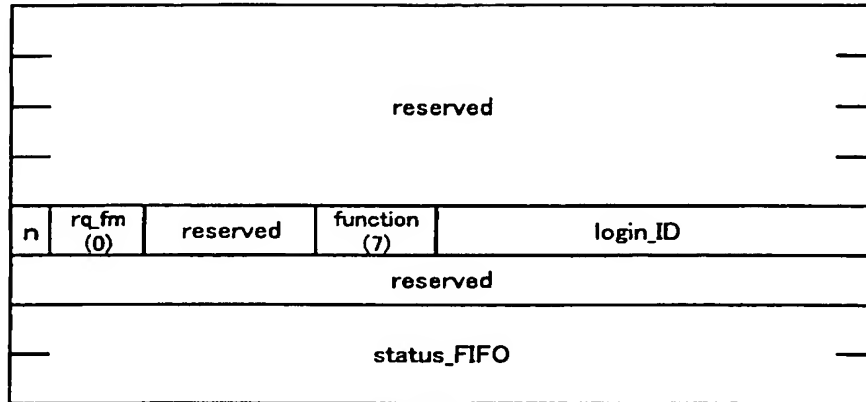 reserved
n rq_fm (0) reserved function (7) login_ID
reserved
status_FIFO